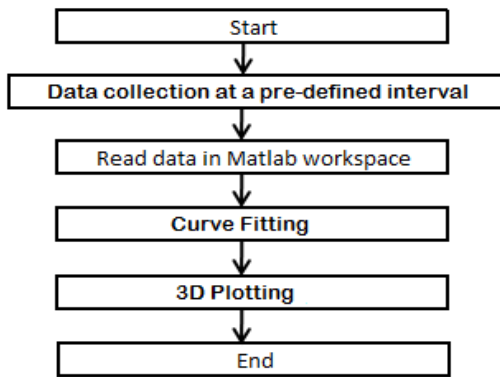 Start
Data collection at a pre-defined interval
Read data in Matlab workspace
Curve Fitting
3D Plotting
End